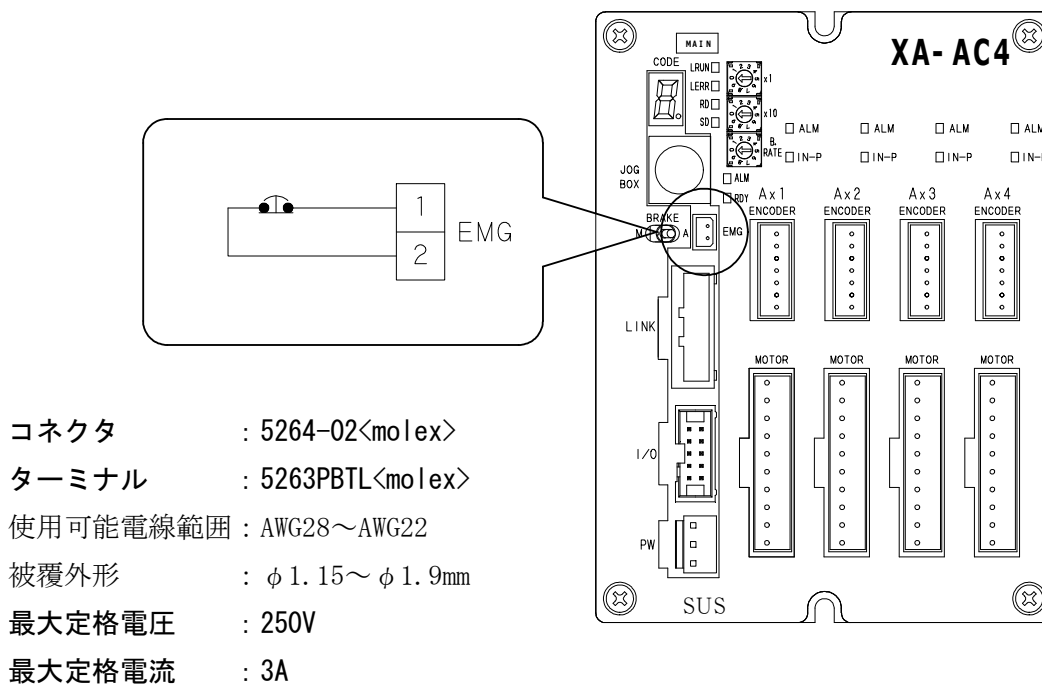 XA-AC4
MAIN
CODE
LRUN
LERR
RD
SD
x1
x10
B.
RATE
ALM ALM ALM ALM
IN-P IN-P IN-P
JOG
BOX
ALM
RDY
Ax1 Ax2 Ax3 Ax4
ENCODER ENCODER ENCODER ENCODER
BRAKE
M A EMG
1
2
EMG
LINK
MOTOR MOTOR MOTOR MOTOR
I/O
PW
SUS
コネクタ : 5264-02<molex>
ターミナル : 5263PBTL<molex>
使用可能電線範囲 : AWG28～AWG22
被覆外形 : φ1.15～φ1.9mm
最大定格電圧 : 250V
最大定格電流 : 3A